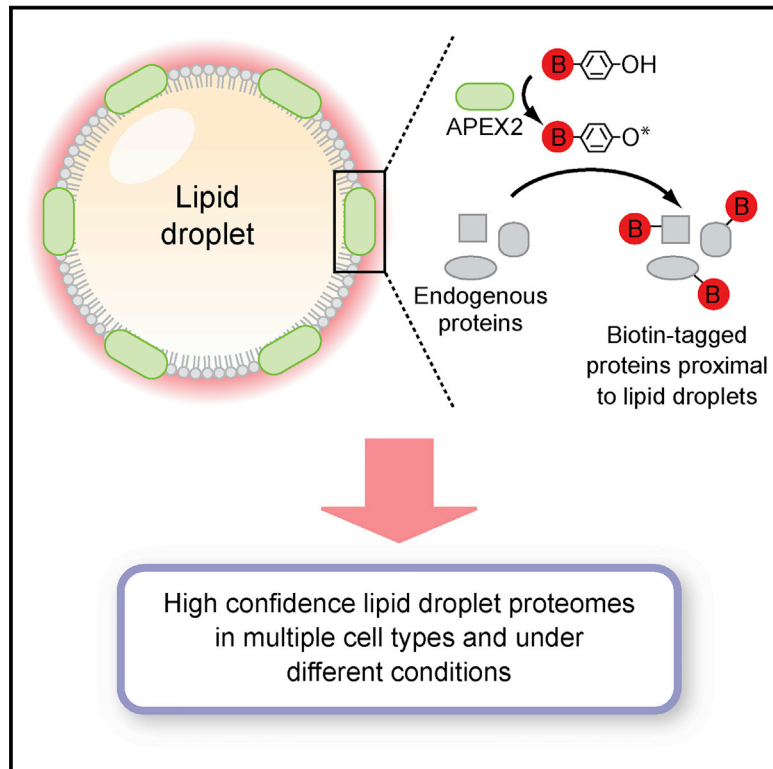 Lipid
droplet
B -OH
APEX2
B -O*
Endogenous
proteins
B
B
B
Biotin-tagged
proteins proximal
to lipid droplets
High confidence lipid droplet proteomes
in multiple cell types and under
different conditions